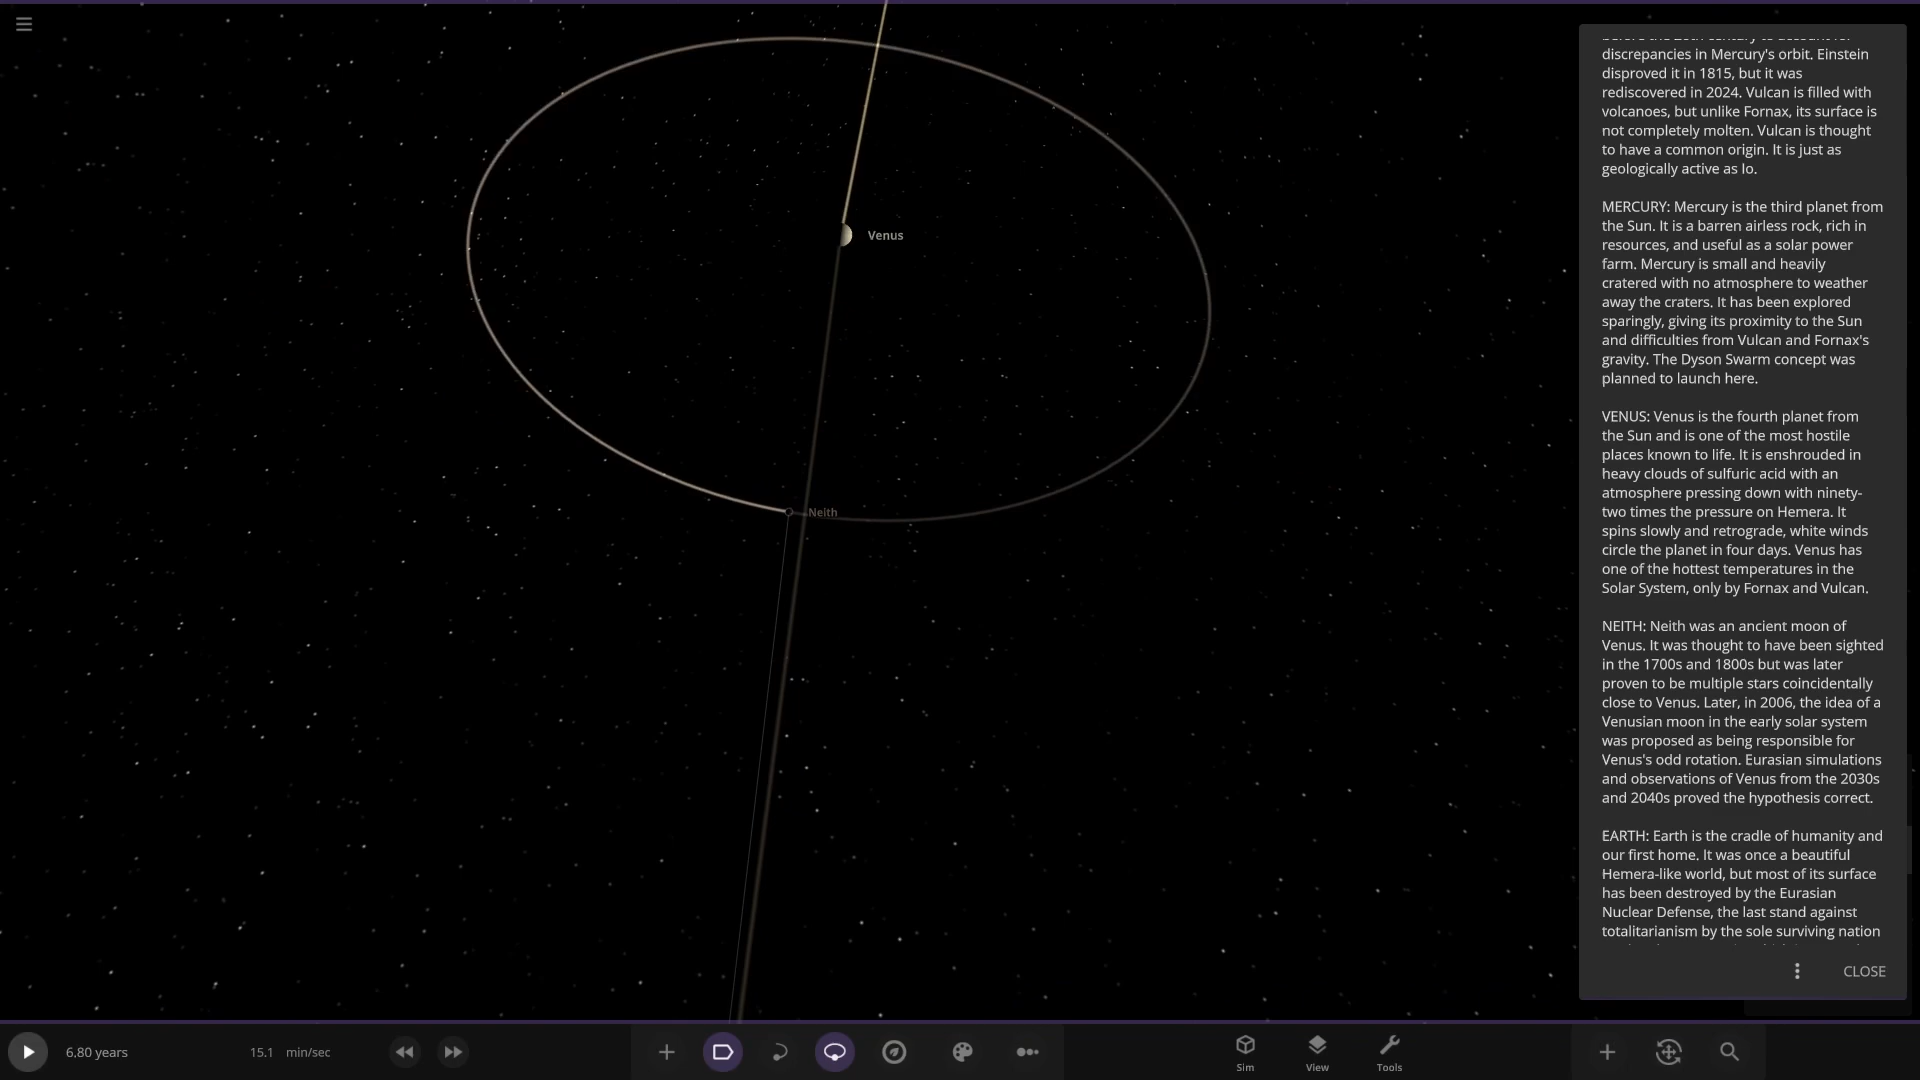 Venus
Neith
discrepancies in Mercury's orbit. Einstein
disproved it in 1815, but it was
rediscovered in 2024. Vulcan is filled with
volcanoes, but unlike Fornax, its surface is
not completely molten. Vulcan is thought
to have a common origin. It is just as
geologically active as Io.
MERCURY: Mercury is the third planet from
the Sun. It is a barren airless rock, rich in
resources, and useful as a solar power
farm. Mercury is small and heavily
cratered with no atmosphere to weather
away the craters. It has been explored
sparingly, giving its proximity to the Sun
and difficulties from Vulcan and Fornax's
gravity. The Dyson Swarm concept was
planned to launch here.
VENUS: Venus is the fourth planet from
the Sun and is one of the most hostile
places known to life. It is enshrouded in
heavy clouds of sulfuric acid with an
atmosphere pressing down with ninety-
two times the pressure on Hemera. It
spins slowly and retrograde, white winds
circle the planet in four days. Venus has
one of the hottest temperatures in the
Solar System, only by Fornax and Vulcan.
NEITH: Neith was an ancient moon of
Venus. It was thought to have been sighted
in the 1700s and 1800s but was later
proven to be multiple stars coincidentally
close to Venus. Later, in 2006, the idea of a
Venusian moon in the early solar system
was proposed as being responsible for
Venus's odd rotation. Eurasian simulations
and observations of Venus from the 2030s
and 2040s proved the hypothesis correct.
EARTH: Earth is the cradle of humanity and
our first home. It was once a beautiful
Hemera-like world, but most of its surface
has been destroyed by the Eurasian
Nuclear Defense, the last stand against
totalitarianism by the sole surviving nation
CLOSE
6.80 years
15.1 min/sec
Sim
View
Tools